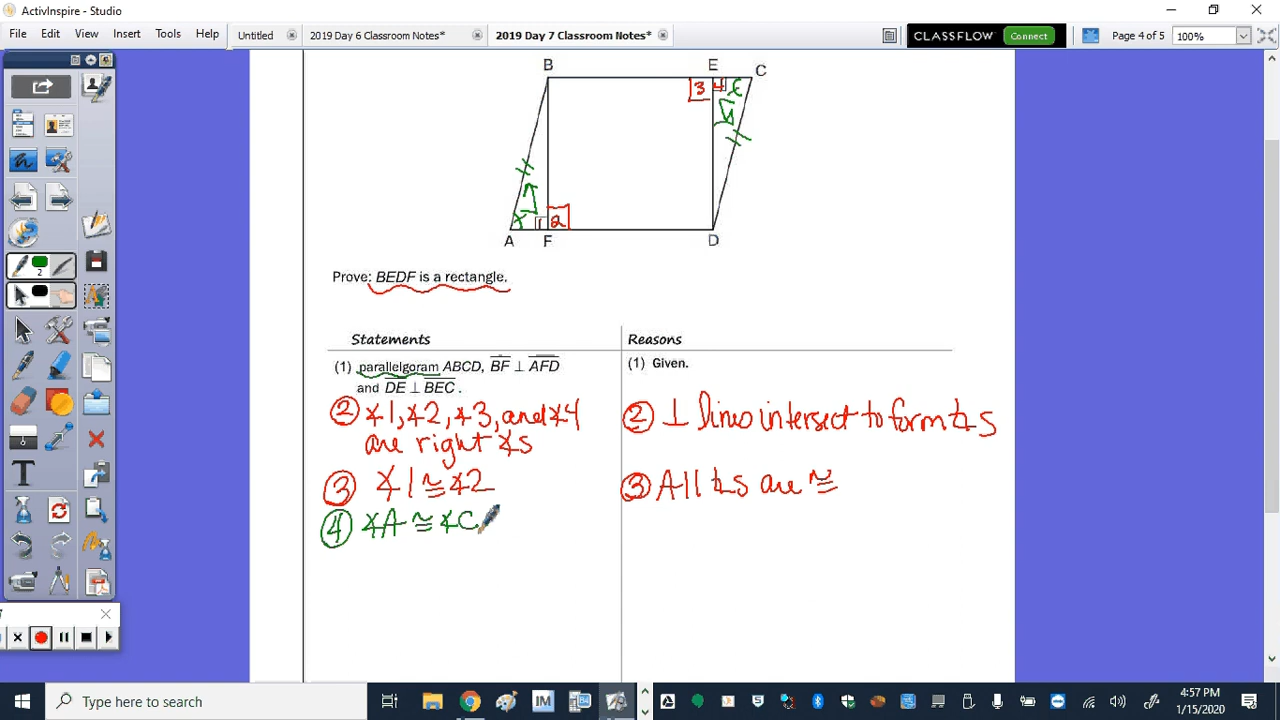 ActivInspire - Studio
File Edit View Insert Tools Help
Untitled
2019 Day 6 Classroom Notes*
2019 Day 7 Classroom Notes*
CLASSFLOW Connect
Page 4 of 5
100%
B E C
3 4
1 2
A F D
Prove: BEDF is a rectangle.
Statements Reasons
(1) parallelgoram ABCD, BF ⊥ AFD (1) Given.
and DE ⊥ BEC.
② ∡1, ∡2, ∡3, and ∡4 ② ⊥ lines intersect to form rt ∡s
are right ∡s
③ ∡1 ≅ ∡2 ③ All rt ∡s are ≅
④ ∡A ≅ ∡C
2
T
Type here to search
IM
4:57 PM
1/15/2020